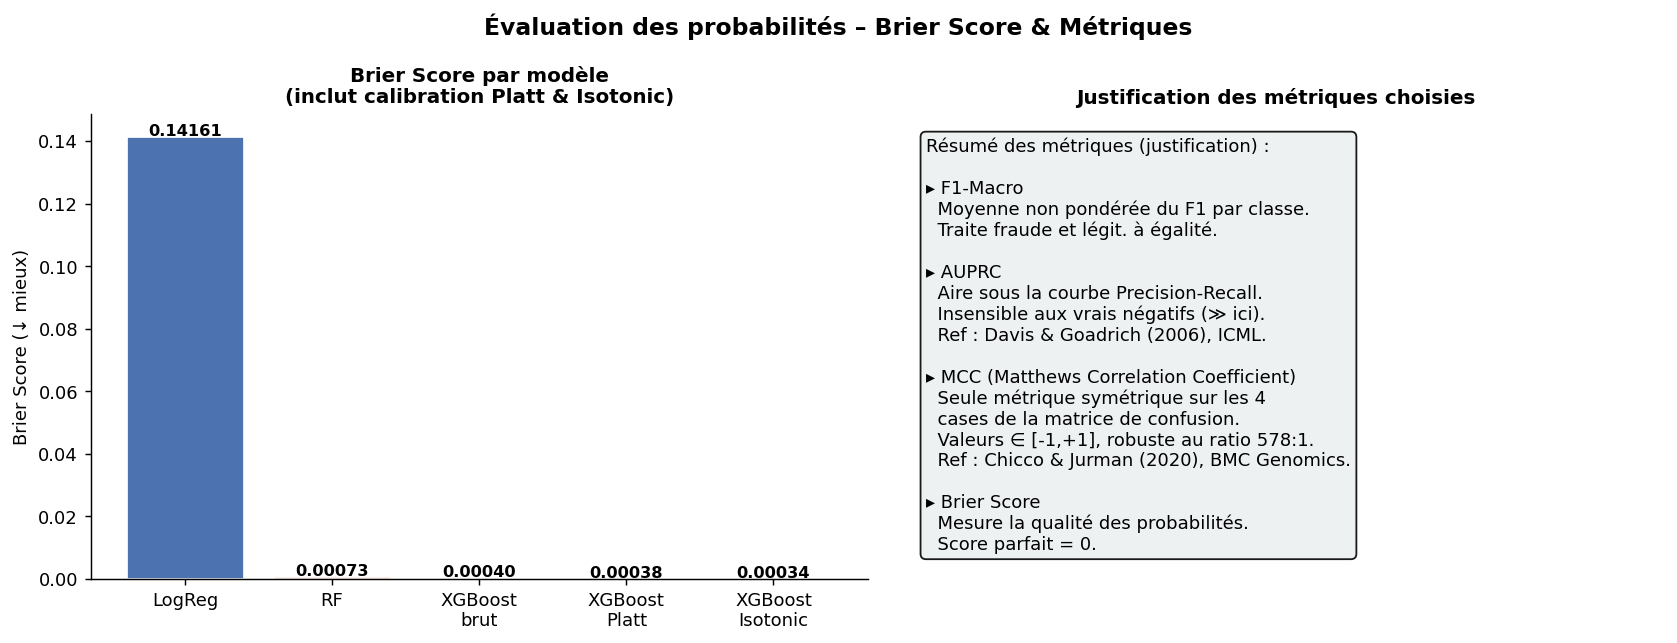 Évaluation des probabilités – Brier Score & Métriques
Brier Score par modèle
(inclut calibration Platt & Isotonic)
Brier Score (↓ mieux)
0.14
0.12
0.10
0.08
0.06
0.04
0.02
0.00
0.14161
0.00073
0.00040
0.00038
0.00034
LogReg
RF
XGBoost
brut
XGBoost
Platt
XGBoost
Isotonic
Justification des métriques choisies
Résumé des métriques (justification) :
▸ F1-Macro
Moyenne non pondérée du F1 par classe.
Traite fraude et légit. à égalité.
▸ AUPRC
Aire sous la courbe Precision-Recall.
Insensible aux vrais négatifs (≫ ici).
Ref : Davis & Goadrich (2006), ICML.
▸ MCC (Matthews Correlation Coefficient)
Seule métrique symétrique sur les 4
cases de la matrice de confusion.
Valeurs ∈ [-1,+1], robuste au ratio 578:1.
Ref : Chicco & Jurman (2020), BMC Genomics.
▸ Brier Score
Mesure la qualité des probabilités.
Score parfait = 0.